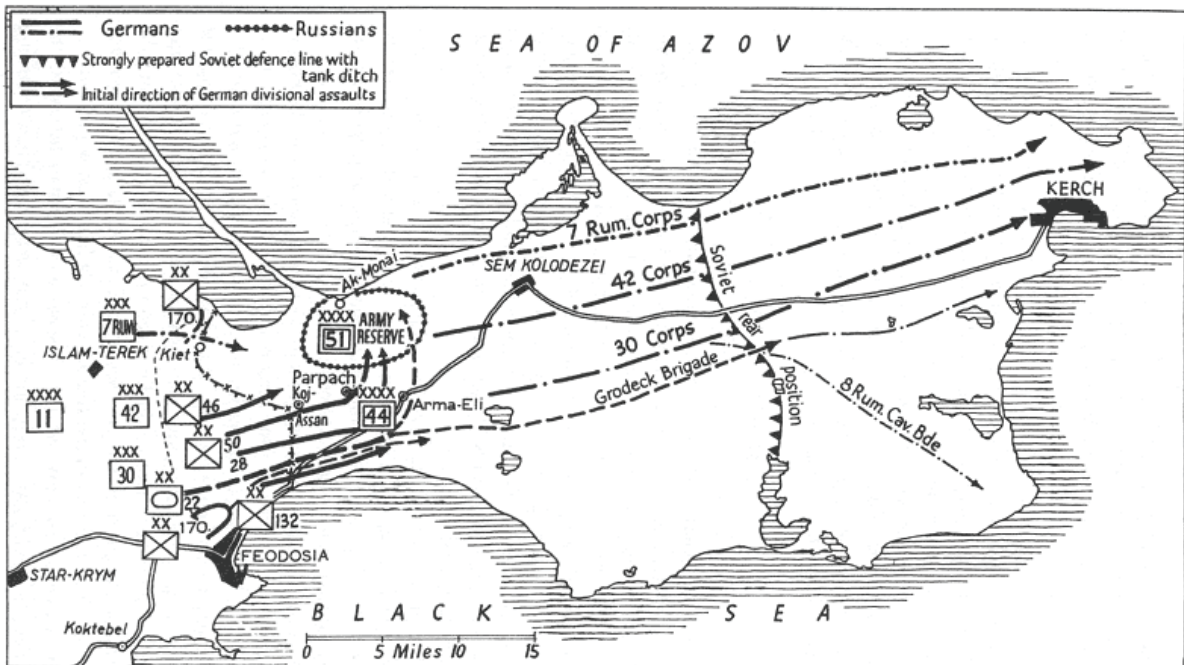 Germans
Russians
Strongly prepared Soviet defence line with
tank ditch
Initial direction of German divisional assaults
SEA OF AZOV
KERCH
7 Rum. Corps
SEM KOLODEZEI
42 Corps
Soviet
rear
position
30 Corps
Grodeck Brigade
8 Rum. Cav. Bde
Ak-Monai
XXXX
51
ARMY
RESERVE
XX
170
XXX
7 RUM
ISLAM-TEREK
Kiet
Parpach
Koj-
Assan
XXXX
44
Arma-Eli
XXXX
11
XXX
42
XX
46
XX
50
28
XXX
30
XX
22
XX
170
XX
132
FEODOSIA
STAR-KRYM
Koktebel
BLACK SEA
0 5 Miles 10 15